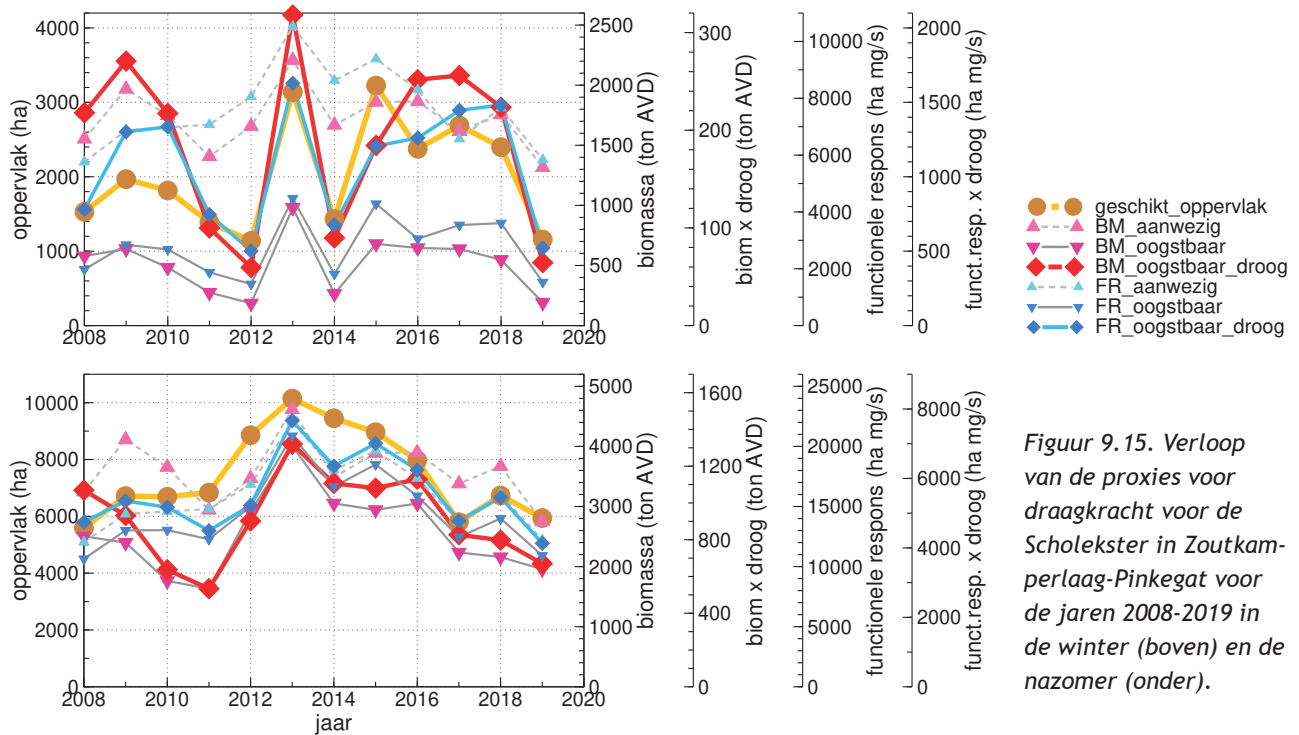 4000
3000
2000
1000
0
oppervlak (ha)
2008
2010
2012
2014
2016
2018
2020
2500
2000
1500
1000
500
0
biomassa (ton AVD)
300
200
100
0
biom x droog (ton AVD)
10000
8000
6000
4000
2000
0
functionele respons (ha mg/s)
2000
1500
1000
500
0
funct.resp. x droog (ha mg/s)
geschikt_oppervlak
BM_aanwezig
BM_oogstbaar
BM_oogstbaar_droog
FR_aanwezig
FR_oogstbaar
FR_oogstbaar_droog
10000
8000
6000
4000
2000
0
oppervlak (ha)
2008
2010
2012
2014
2016
2018
2020
jaar
5000
4000
3000
2000
1000
0
biomassa (ton AVD)
1600
1200
800
400
0
biom x droog (ton AVD)
25000
20000
15000
10000
5000
0
functionele respons (ha mg/s)
8000
6000
4000
2000
0
funct.resp. x droog (ha mg/s)
Figuur 9.15. Verloop
van de proxies voor
draagkracht voor de
Scholekster in Zoutkam-
perlaag-Pinkegat voor
de jaren 2008-2019 in
de winter (boven) en de
nazomer (onder).